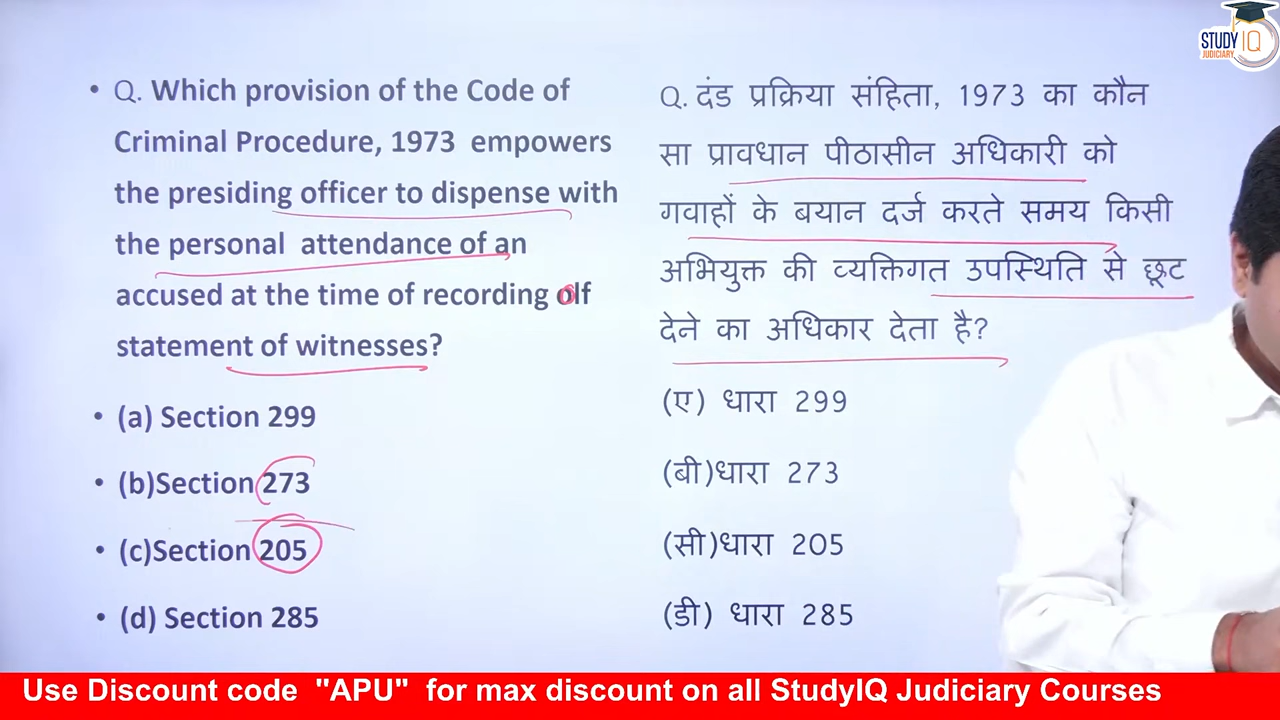 STUDY IQ
JUDICIARY
• Q. Which provision of the Code of
Criminal Procedure, 1973 empowers
the presiding officer to dispense with
the personal attendance of an
accused at the time of recording olf
statement of witnesses?
• (a) Section 299
• (b)Section 273
• (c)Section 205
• (d) Section 285
Q. दंड प्रक्रिया संहिता, 1973 का कौन
सा प्रावधान पीठासीन अधिकारी को
गवाहों के बयान दर्ज करते समय किसी
अभियुक्त की व्यक्तिगत उपस्थिति से छूट
देने का अधिकार देता है?
(ए) धारा 299
(बी)धारा 273
(सी)धारा 205
(डी) धारा 285
Use Discount code "APU" for max discount on all StudyIQ Judiciary Courses